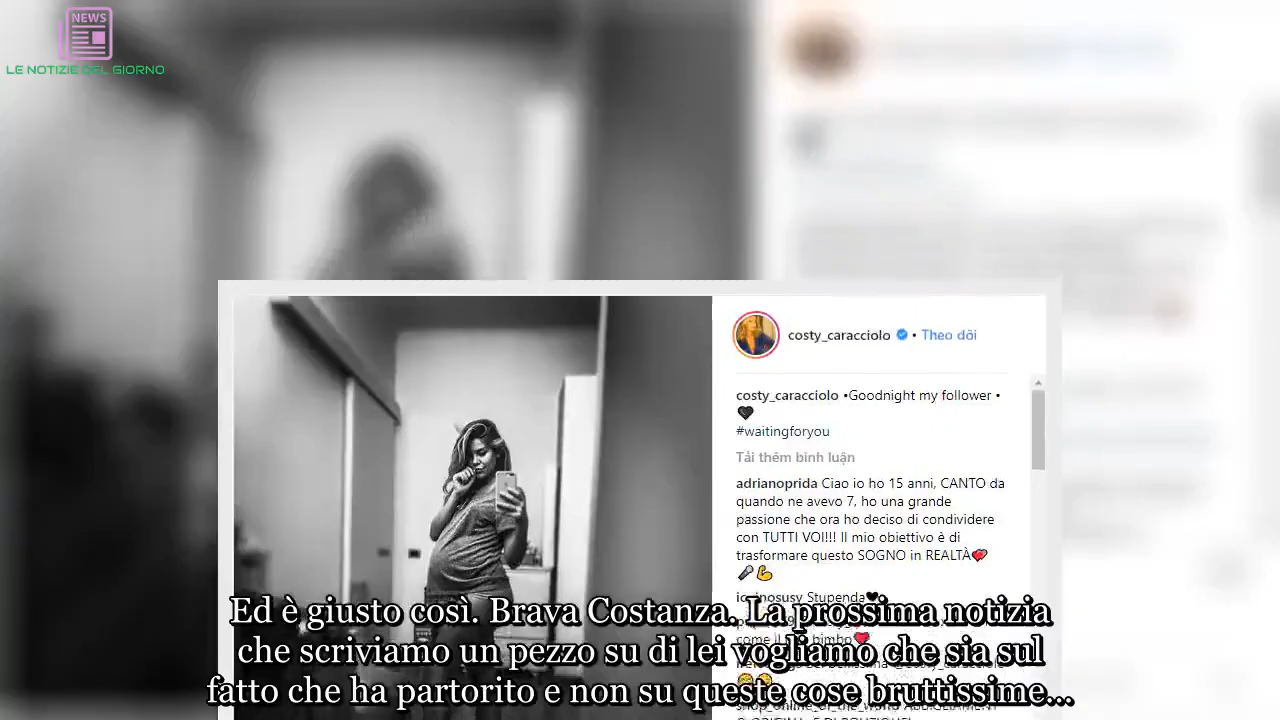 NEWS
LE NOTIZIE DEL GIORNO
costy_caracciolo • Theo dõi
costy_caracciolo •Goodnight my follower •
🖤
#waitingforyou
Tải thêm bình luận
adrianoprida Ciao io ho 15 anni, CANTO da
quando ne avevo 7, ho una grande
passione che ora ho deciso di condividere
con TUTTI VOI!!! Il mio obiettivo è di
trasformare questo SOGNO in REALTÀ💕
🎤💪
Stupenda🖤
Ed è giusto così. Brava Costanza. La prossima notizia
come bimbo❤️
che scriviamo un pezzo su di lei vogliamo che sia sul
fatto che ha partorito e non su queste cose bruttissime...